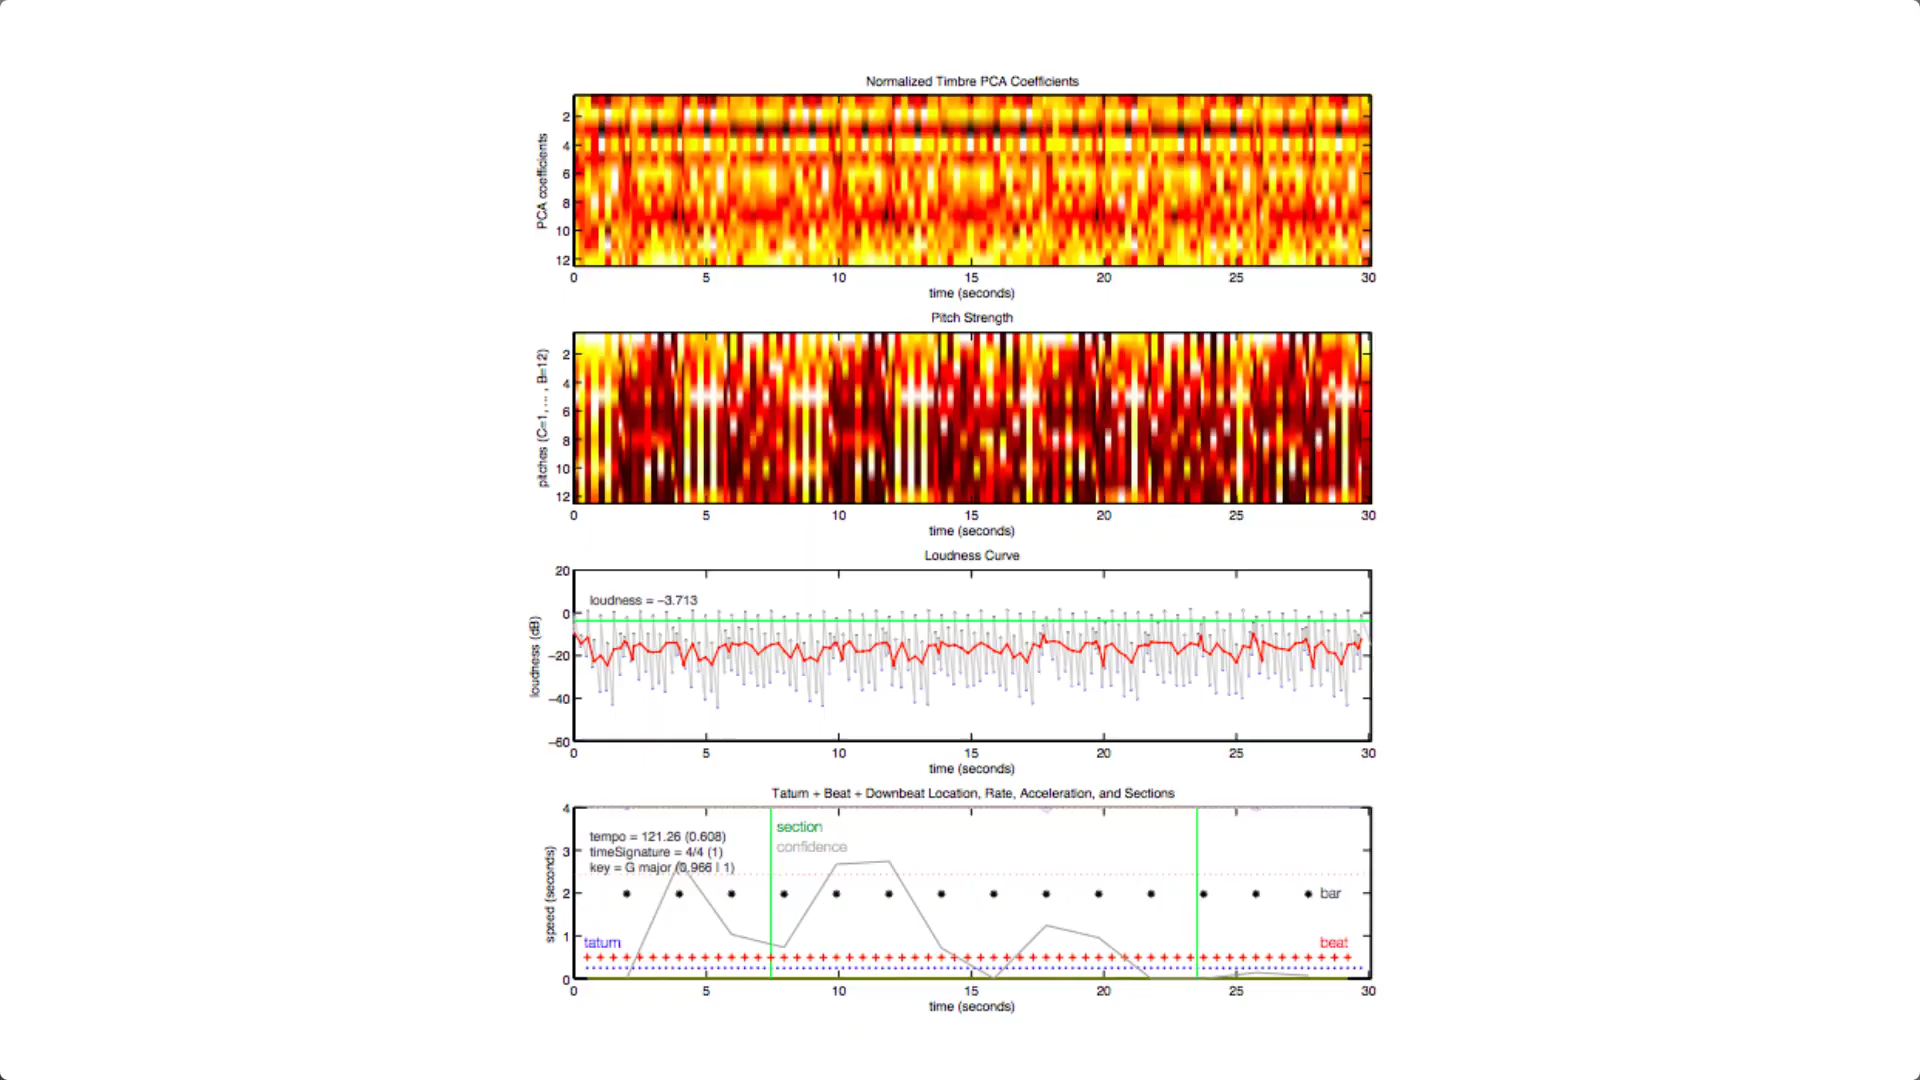 Normalized Timbre PCA Coefficients
PCA coefficients
2
4
6
8
10
12
0 5 10 15 20 25 30
time (seconds)
Pitch Strength
pitches (C=1, ... , B=12)
2
4
6
8
10
12
0 5 10 15 20 25 30
time (seconds)
Loudness Curve
loudness (dB)
20
loudness = −3.713
0
−20
−40
−60
0 5 10 15 20 25 30
time (seconds)
Tatum + Beat + Downbeat Location, Rate, Acceleration, and Sections
speed (seconds)
4
section
tempo = 121.26 (0.608)
confidence
3
timeSignature = 4/4 (1)
key = G major (0.966 | 1)
2
bar
1
tatum
beat
0
0 5 10 15 20 25 30
time (seconds)